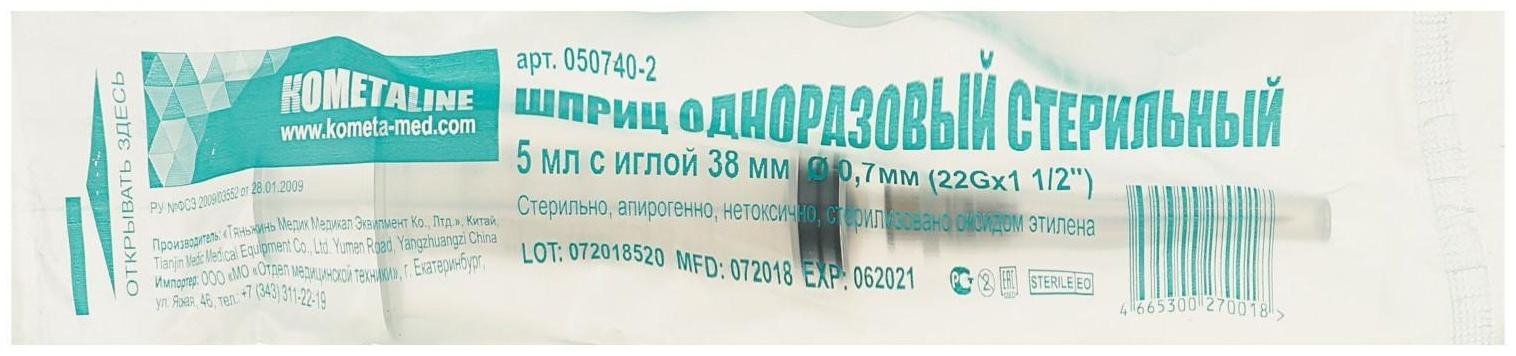 ОТКРЫВАТЬ ЗДЕСЬ
KOMETALINE
www.kometa-med.com
арт. 050740-2
ШПРИЦ ОДНОРАЗОВЫЙ СТЕРИЛЬНЫЙ
5 мл с иглой 38 мм Ø 0,7мм (22Gx1 1/2")
Стерильно, апирогенно, нетоксично, стерилизовано оксидом этилена
LOT: 072018520 MFD: 072018 EXP: 062021
РУ №ФСЗ 2009/03552 от 28.01.2009
Производитель: «Тяньжинь Медик Медикал Эквипмент Ко., Лтд.», Китай,
Tianjin Medic Medical Equipment Co., Ltd. Yumen Road, Yangzhuangzi China
Импортер: ООО «МО «Отдел медицинской техники», г. Екатеринбург,
ул. Ясная, 46, тел.: +7 (343) 311-22-19
РСТ 2 EAC STERILE EO
4 665300 270018 >